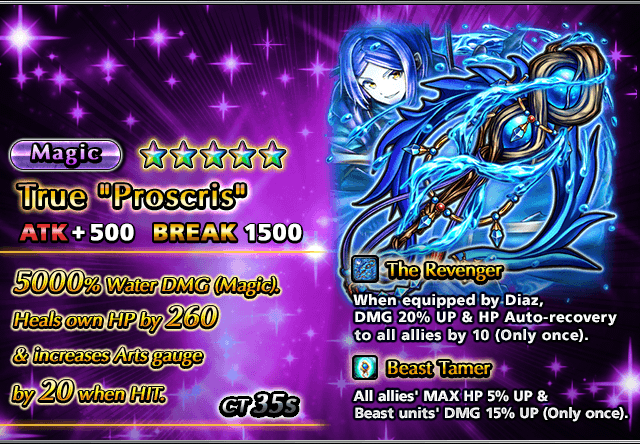 Magic
True "Proscris"
ATK + 500 BREAK 1500
5000% Water DMG (Magic).
Heals own HP by 260
& increases Arts gauge
by 20 when HIT.
CT 35s
The Revenger
When equipped by Diaz,
DMG 20% UP & HP Auto-recovery
to all allies by 10 (Only once).
Beast Tamer
All allies' MAX HP 5% UP &
Beast units' DMG 15% UP (Only once).